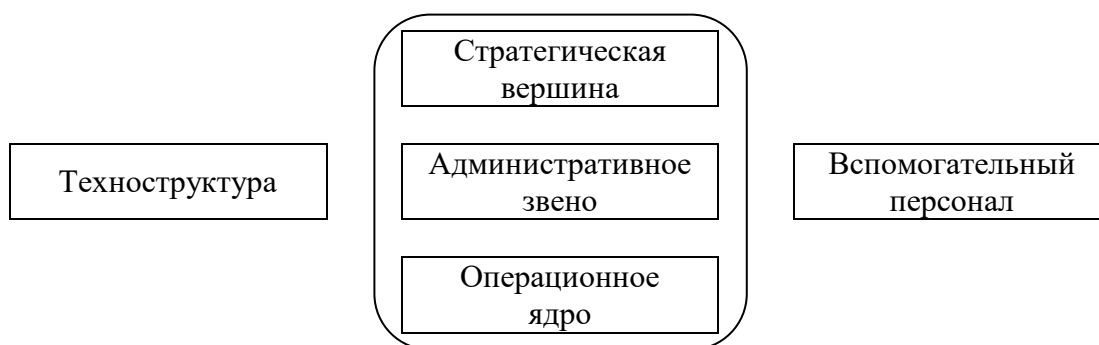 Стратегическая
вершина
Техноструктура
Административное
звено
Вспомогательный
персонал
Операционное
ядро